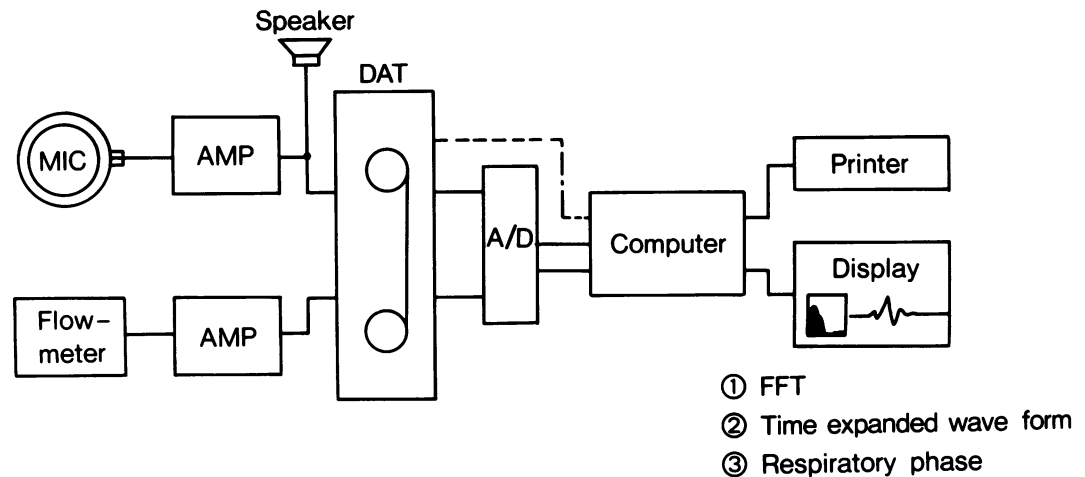 Speaker
DAT
MIC
AMP
A/D
Computer
Printer
Display
Flow–
meter
AMP
① FFT
② Time expanded wave form
③ Respiratory phase